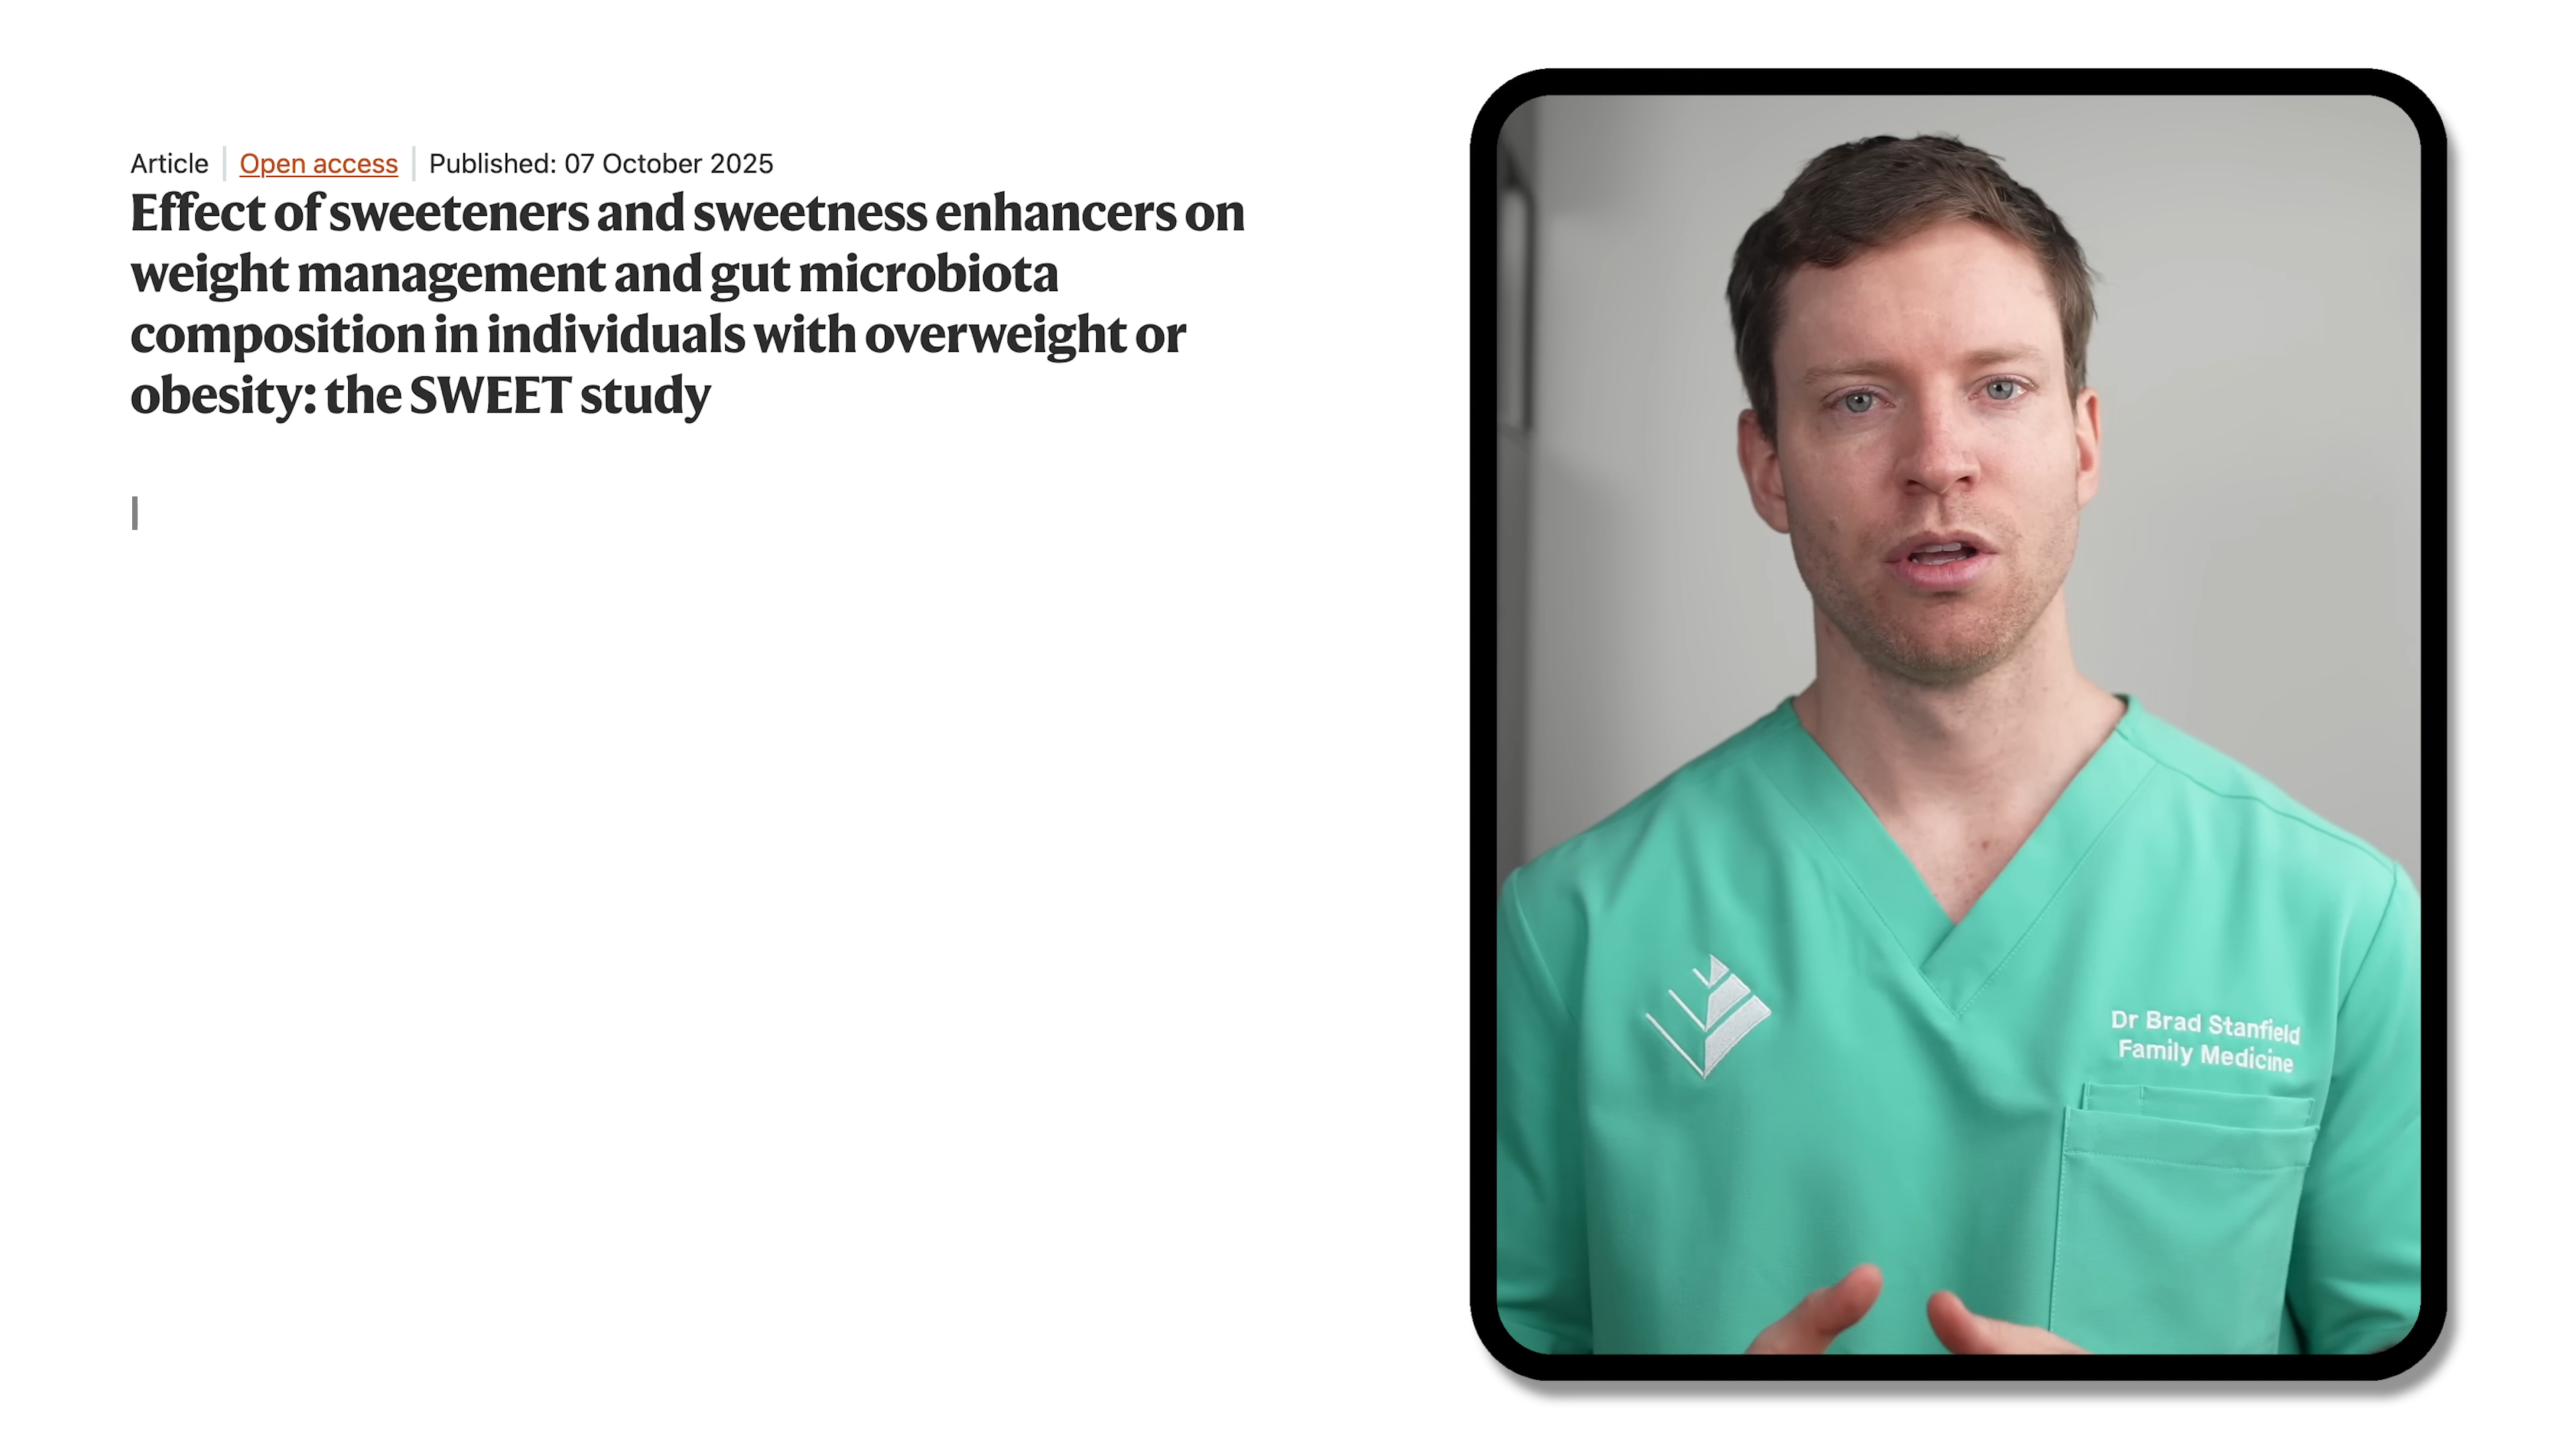 Article | Open access | Published: 07 October 2025
Effect of sweeteners and sweetness enhancers on
weight management and gut microbiota
composition in individuals with overweight or
obesity: the SWEET study
Dr Brad Stanfield
Family Medicine